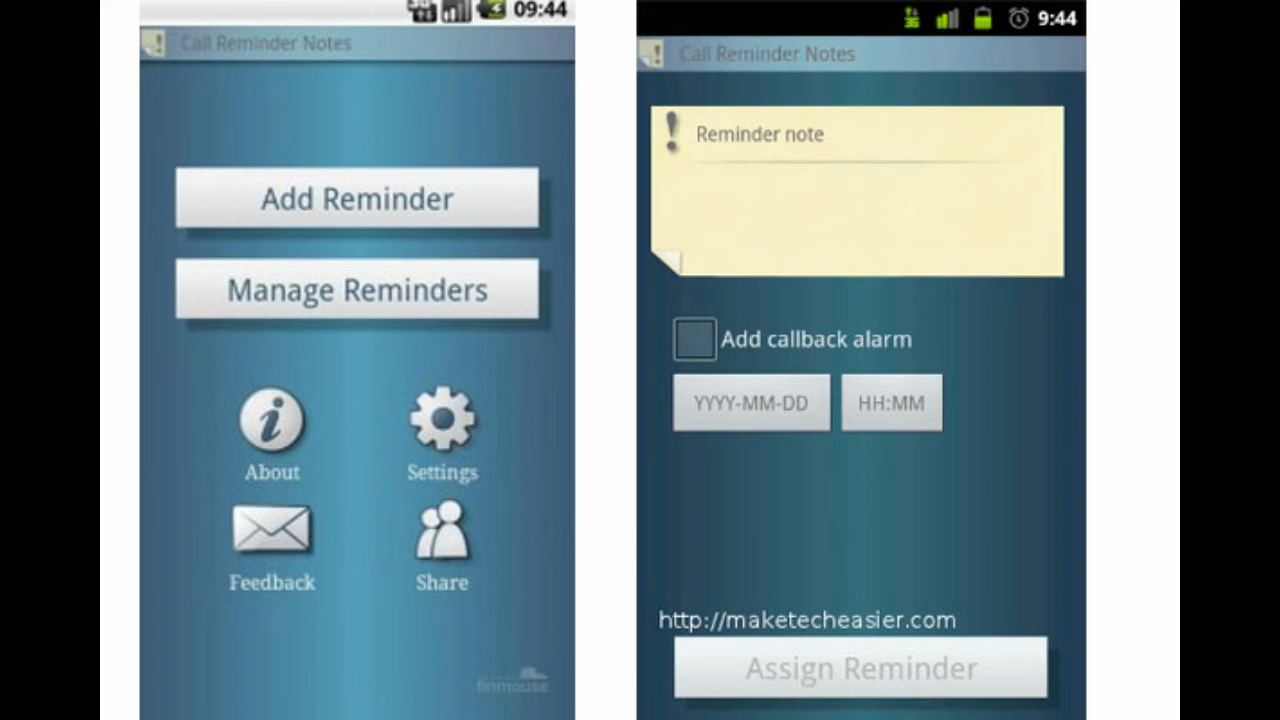 09:44
Call Reminder Notes
Add Reminder
Manage Reminders
About
Settings
Feedback
Share
finmouse
9:44
Call Reminder Notes
Reminder note
Add callback alarm
YYYY-MM-DD
HH:MM
http://maketecheasier.com
Assign Reminder